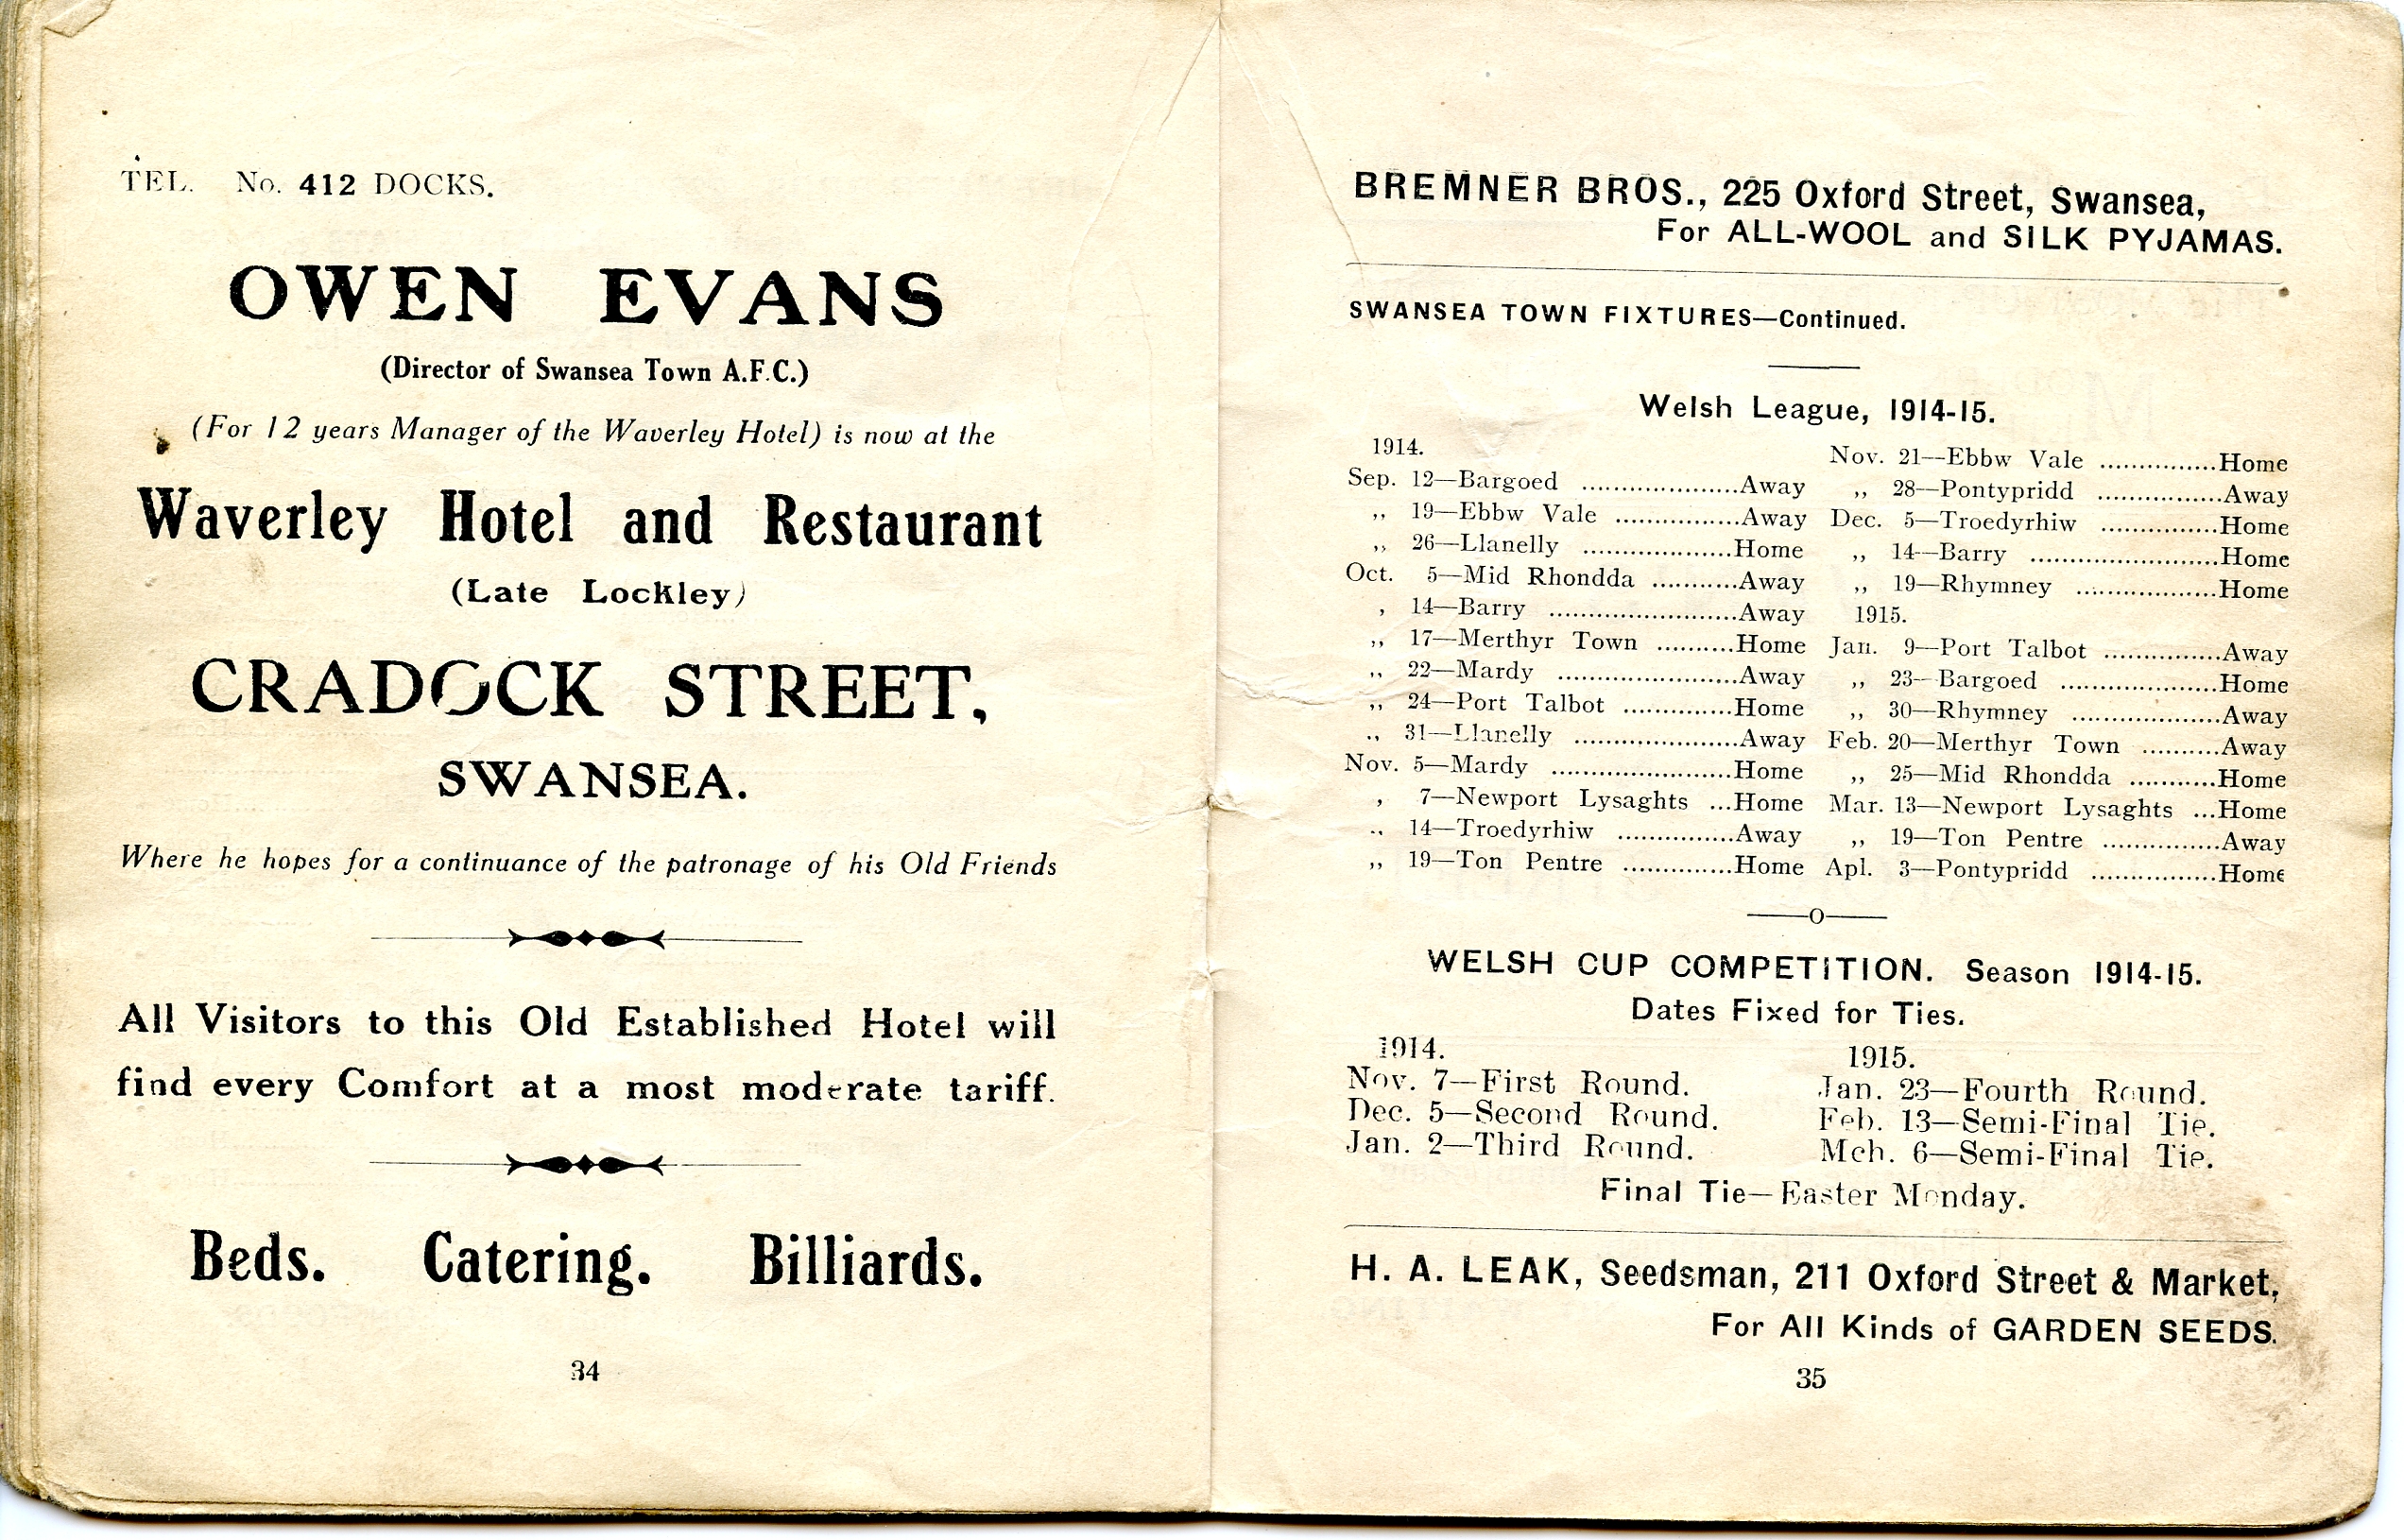 TEL. No. 412 DOCKS.
OWEN EVANS
(Director of Swansea Town A.F.C.)
(For 12 years Manager of the Waverley Hotel) is now at the
Waverley Hotel and Restaurant
(Late Lockley)
CRADOCK STREET,
SWANSEA.
Where he hopes for a continuance of the patronage of his Old Friends
All Visitors to this Old Established Hotel will
find every Comfort at a most moderate tariff.
Beds. Catering. Billiards.
34
BREMNER BROS., 225 Oxford Street, Swansea,
For ALL-WOOL and SILK PYJAMAS.
SWANSEA TOWN FIXTURES—Continued.
Welsh League, 1914-15.
1914.
Sep. 12—Bargoed ....................Away
,, 19—Ebbw Vale ................Away
,, 26—Llanelly ...................Home
Oct. 5—Mid Rhondda ...........Away
, 14—Barry ........................Away
,, 17—Merthyr Town ..........Home
,, 22—Mardy .......................Away
,, 24—Port Talbot ..............Home
,, 31—Llanelly .....................Away
Nov. 5—Mardy .......................Home
, 7—Newport Lysaghts ...Home
,, 14—Troedyrhiw ...............Away
,, 19—Ton Pentre ..............Home
Nov. 21—Ebbw Vale ...............Home
,, 28—Pontypridd ................Away
Dec. 5—Troedyrhiw ...............Home
,, 14—Barry ........................Home
,, 19—Rhymney ..................Home
1915.
Jan. 9—Port Talbot ...............Away
,, 23—Bargoed ....................Home
,, 30—Rhymney ...................Away
Feb. 20—Merthyr Town ..........Away
,, 25—Mid Rhondda ...........Home
Mar. 13—Newport Lysaghts ...Home
,, 19—Ton Pentre ...............Away
Apl. 3—Pontypridd ................Home
——o——
WELSH CUP COMPETITION. Season 1914-15.
Dates Fixed for Ties.
1914.
Nov. 7—First Round.
Dec. 5—Second Round.
Jan. 2—Third Round.
1915.
Jan. 23—Fourth Round.
Feb. 13—Semi-Final Tie.
Mch. 6—Semi-Final Tie.
Final Tie—Easter Monday.
H. A. LEAK, Seedsman, 211 Oxford Street & Market,
For All Kinds of GARDEN SEEDS.
35